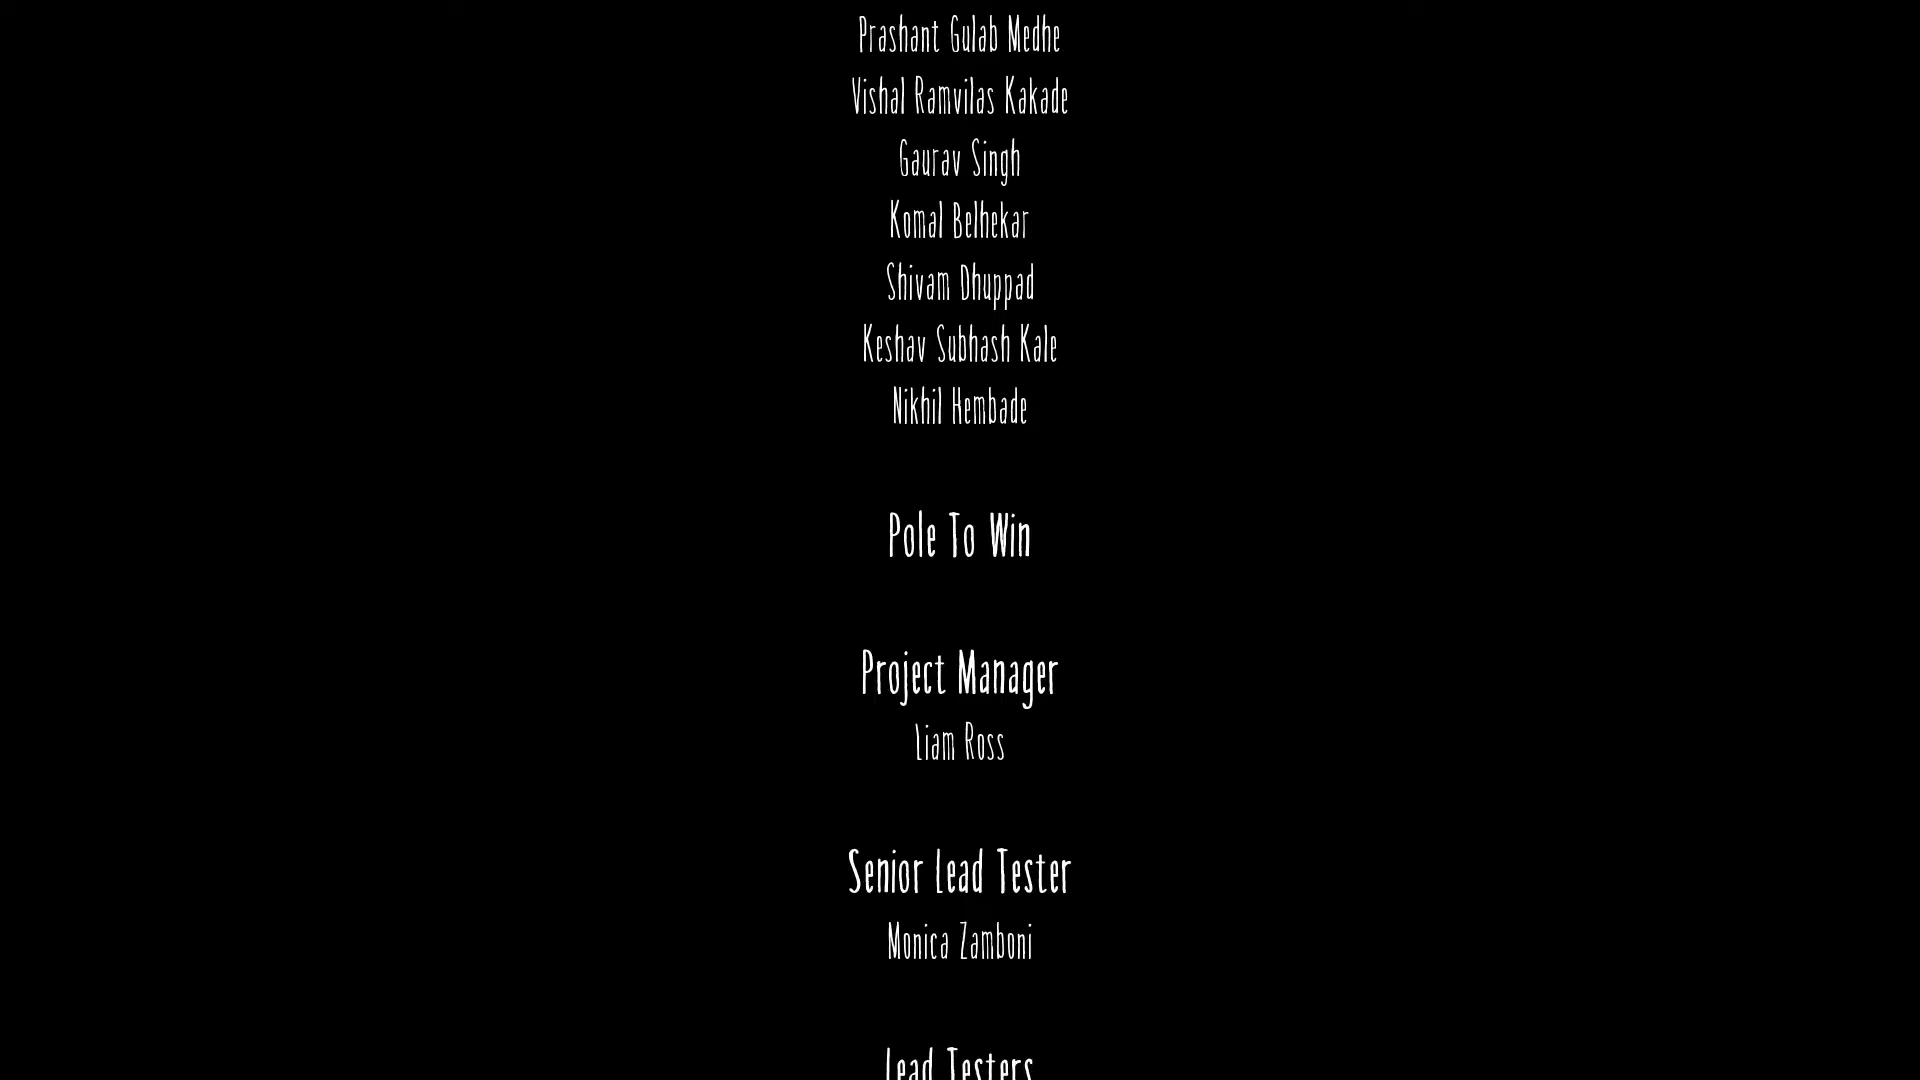 Prashant Gulab Medhe
Vishal Ramvilas Kakade
Gaurav Singh
Komal Belhekar
Shivam Dhuppad
Keshav Subhash Kale
Nikhil Hembade
Pole To Win
Project Manager
Liam Ross
Senior Lead Tester
Monica Zamboni
Lead Testers